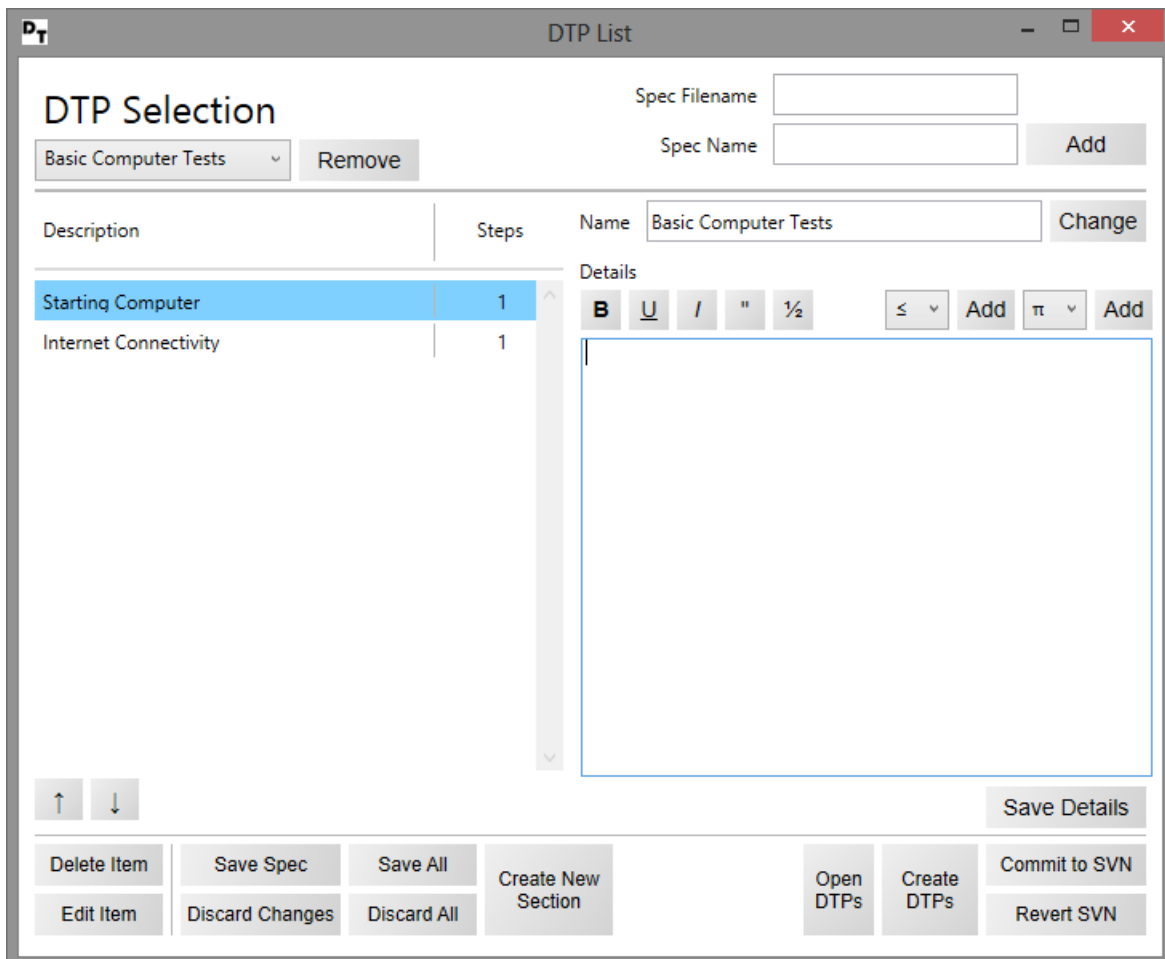 DT
DTP List
DTP Selection
Spec Filename
Basic Computer Tests
Remove
Spec Name
Add
Description
Steps
Name
Basic Computer Tests
Change
Details
B
U
I
"
½
≤
Add
π
Add
Starting Computer
1
Internet Connectivity
1
↑
↓
Save Details
Delete Item
Save Spec
Save All
Create New
Section
Open
DTPs
Create
DTPs
Commit to SVN
Edit Item
Discard Changes
Discard All
Revert SVN